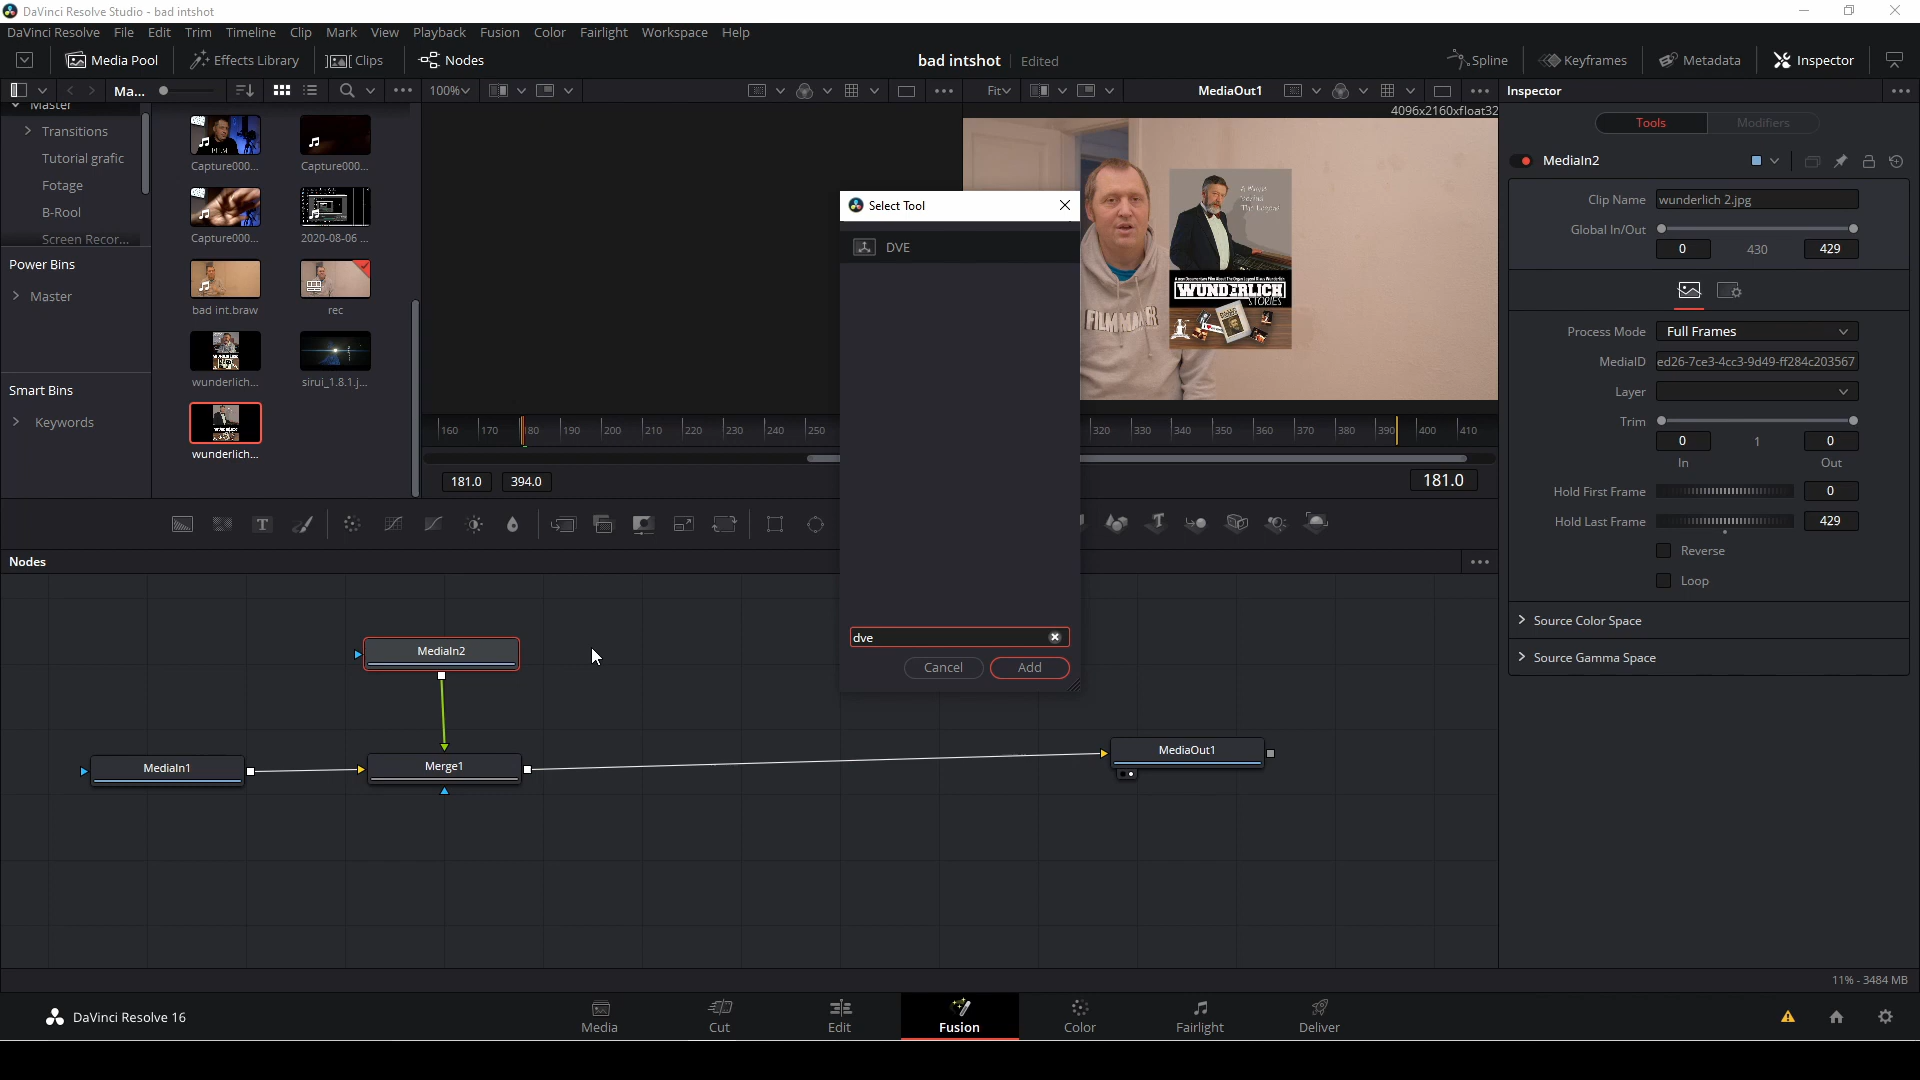 DaVinci Resolve Studio - bad intshot
DaVinci Resolve File Edit Trim Timeline Clip Mark View Playback Fusion Color Fairlight Workspace Help
Media Pool Effects Library Clips Nodes bad intshot Edited Spline Keyframes Metadata Inspector
Ma... 100% Fit MediaOut1 Inspector
4096x2160xfloat32
Master
Transitions
Tutorial grafic
Fotage
B-Rool
Screen Recor...
Power Bins
Master
Smart Bins
Keywords
Capture000... Capture000...
Capture000... 2020-08-06 ...
bad int.braw rec
wunderlich... sirui_1.8.1.j...
wunderlich...
Select Tool
DVE
dve
Cancel Add
FILMMAKER
WUNDERLICH
STORIES
160 170 180 190 200 210 220 230 240 250 320 330 340 350 360 370 380 390 400 410
181.0 394.0 181.0
Nodes
MediaIn2
MediaIn1
Merge1
MediaOut1
Tools Modifiers
MediaIn2
Clip Name wunderlich 2.jpg
Global In/Out
0 430 429
Process Mode Full Frames
MediaID ed26-7ce3-4cc3-9d49-ff284c203567
Layer
Trim
0 1 0
In Out
Hold First Frame 0
Hold Last Frame 429
Reverse
Loop
Source Color Space
Source Gamma Space
11% - 3484 MB
DaVinci Resolve 16
Media Cut Edit Fusion Color Fairlight Deliver